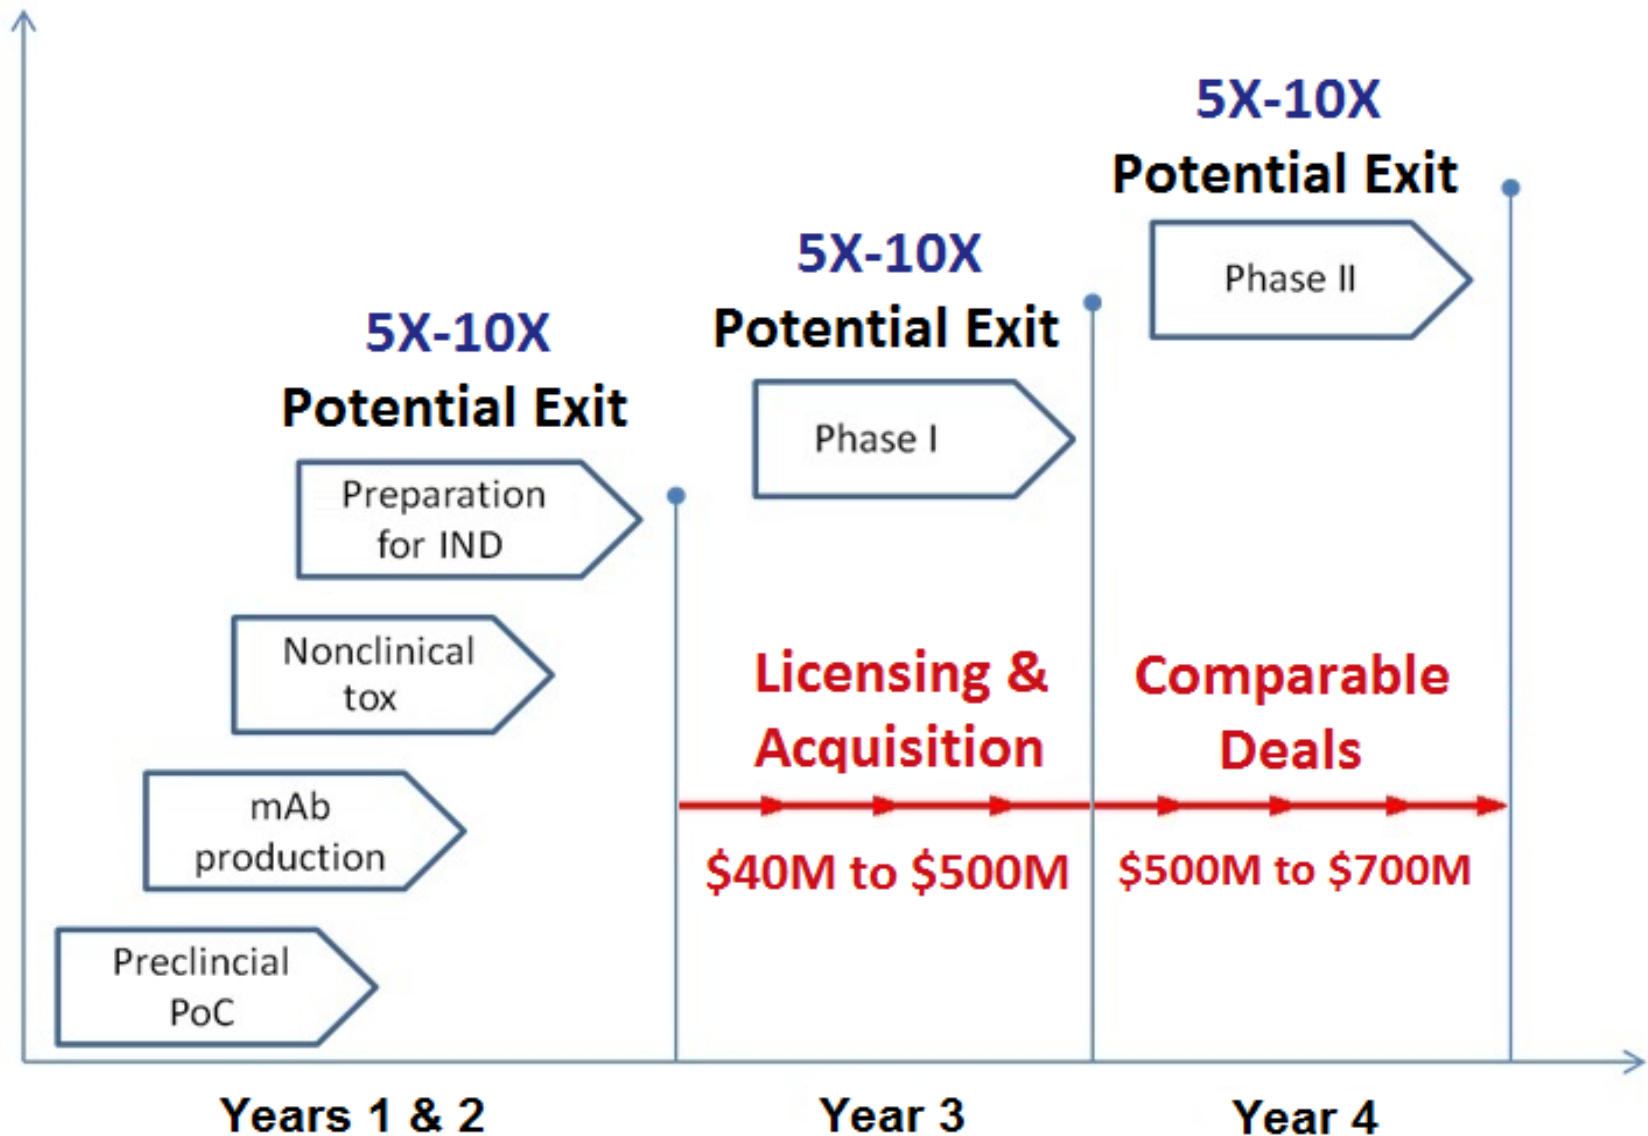 5X-10X
Potential Exit
Phase II
5X-10X
Potential Exit
Phase I
5X-10X
Potential Exit
Preparation
for IND
Nonclinical
tox
mAb
production
Preclincial
PoC
Licensing &
Acquisition
$40M to $500M
Comparable
Deals
$500M to $700M
Years 1 & 2
Year 3
Year 4